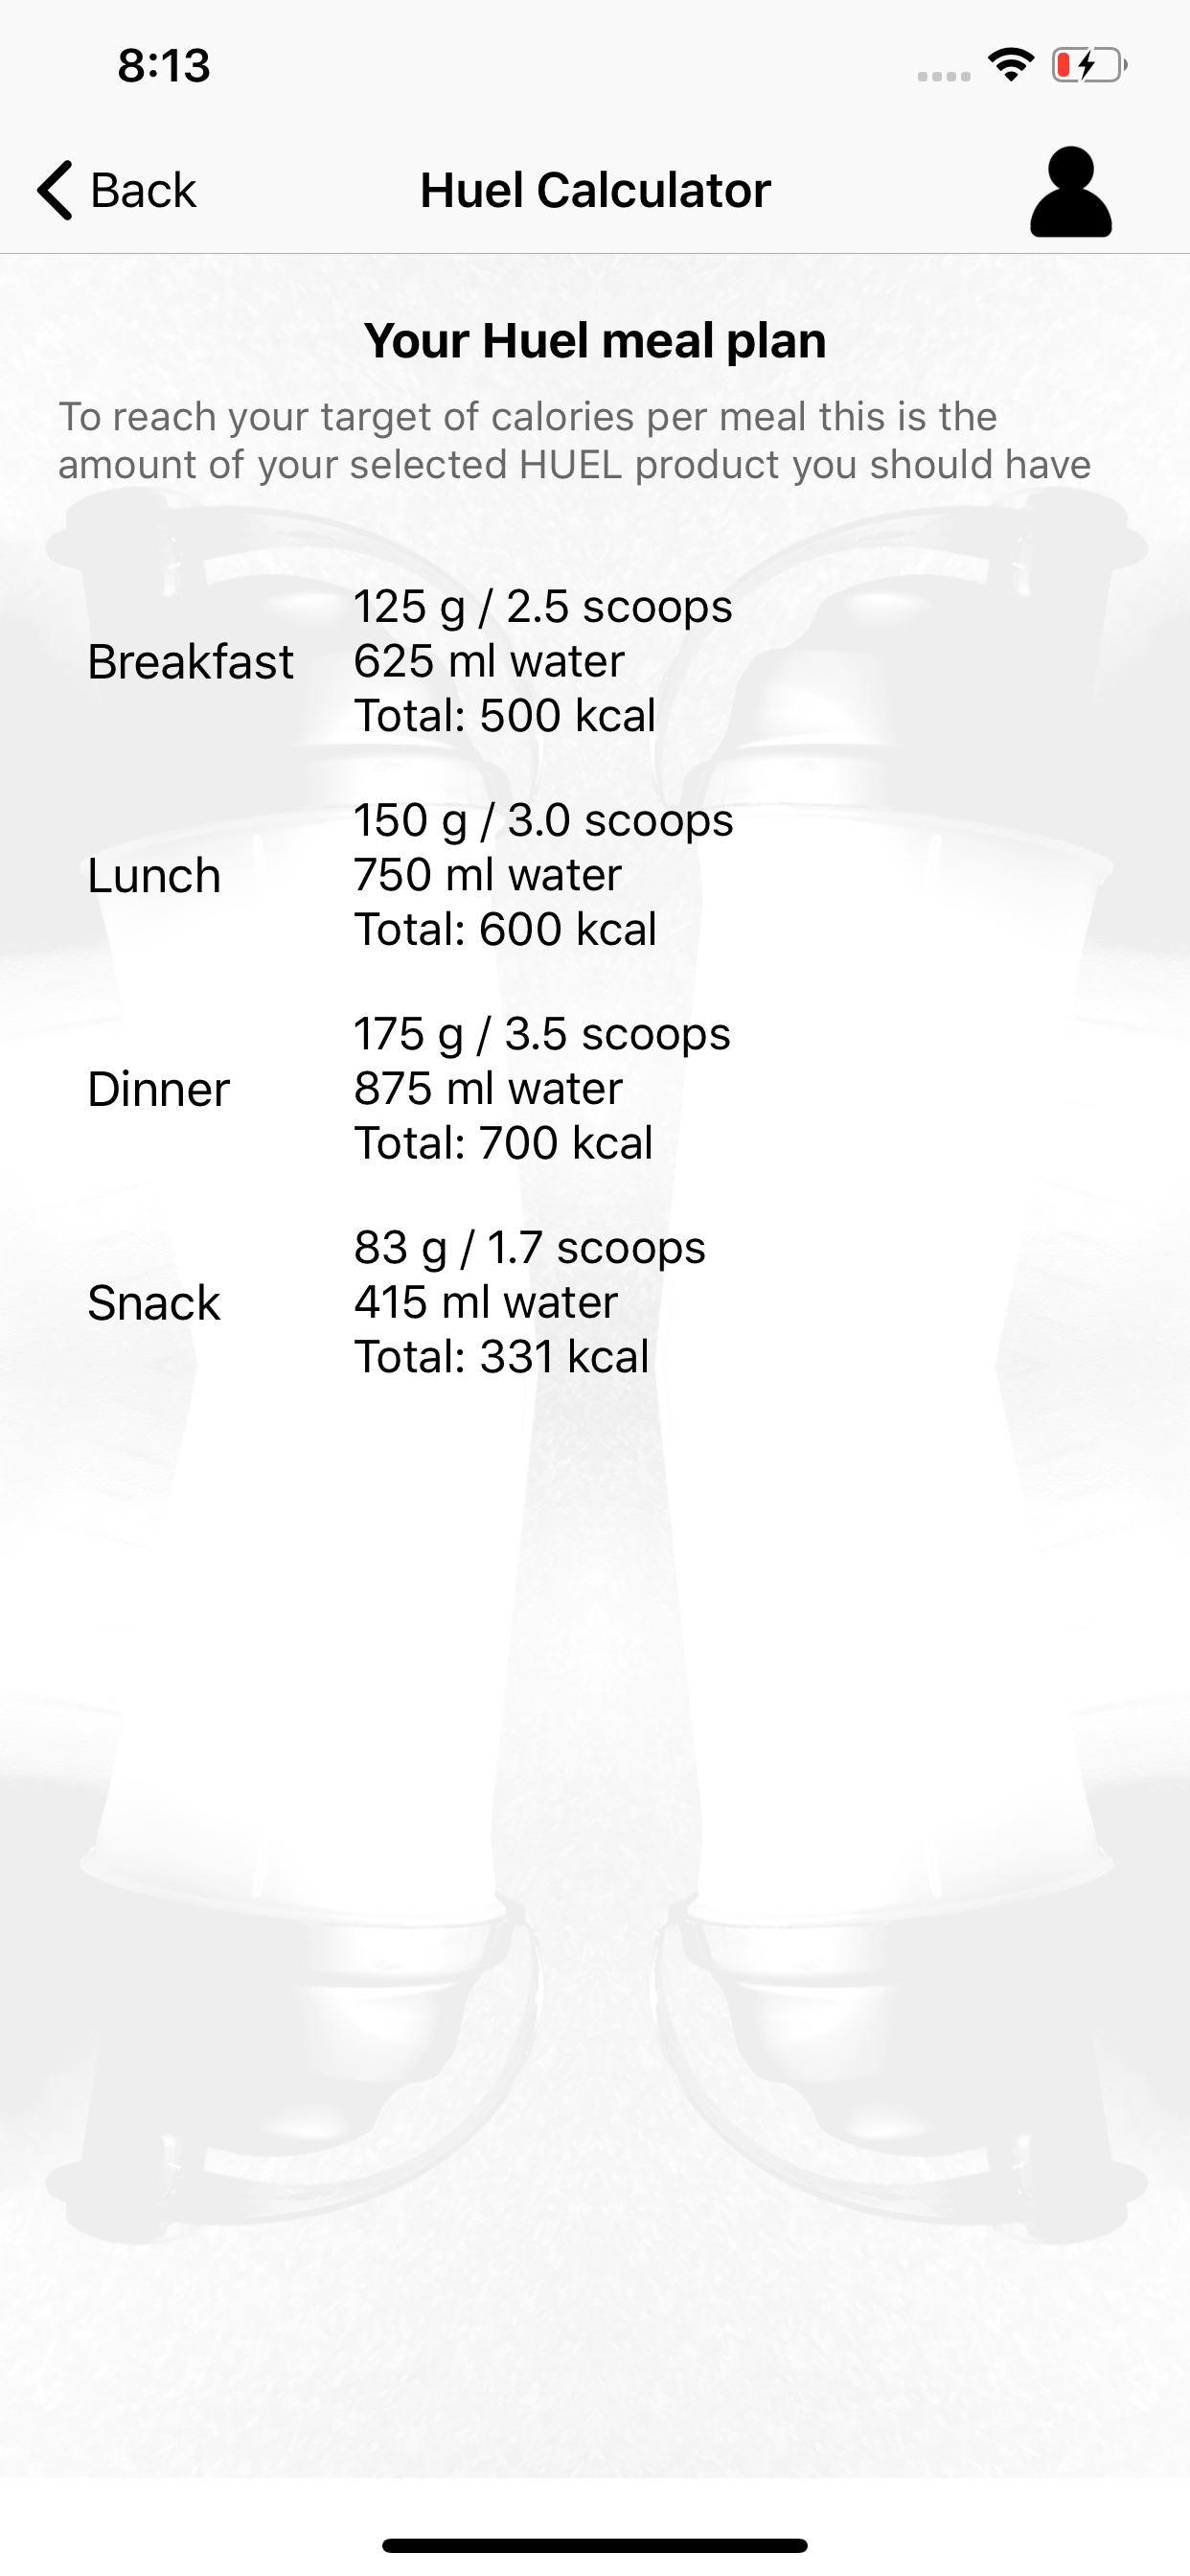 8:13
Back
Huel Calculator
Your Huel meal plan
To reach your target of calories per meal this is the
amount of your selected HUEL product you should have
Breakfast
125 g / 2.5 scoops
625 ml water
Total: 500 kcal
Lunch
150 g / 3.0 scoops
750 ml water
Total: 600 kcal
Dinner
175 g / 3.5 scoops
875 ml water
Total: 700 kcal
Snack
83 g / 1.7 scoops
415 ml water
Total: 331 kcal